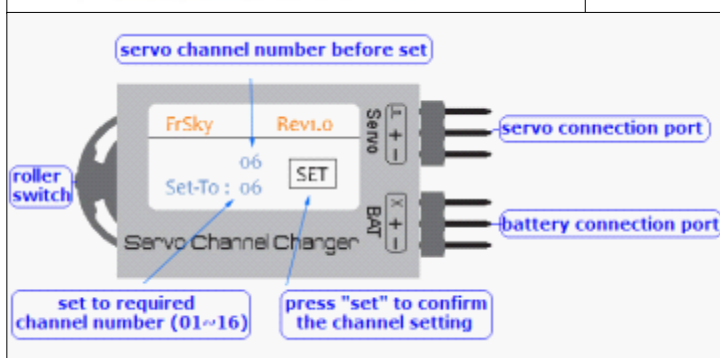 servo channel number before set
FrSky Rev1.0
06
Set-To : 06
SET
Servo
+
−
BAT
X
+
−
Servo Channel Changer
roller
switch
servo connection port
battery connection port
set to required
channel number (01~16)
press "set" to confirm
the channel setting